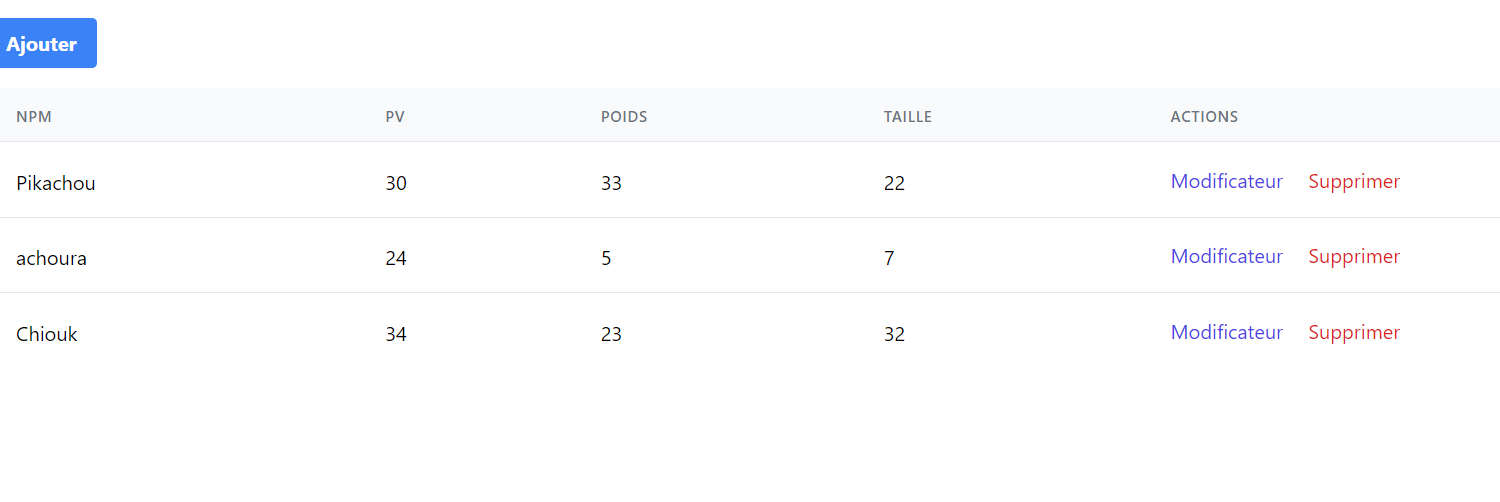 Ajouter
NPM PV POIDS TAILLE ACTIONS
Pikachou 30 33 22 Modificateur Supprimer
achoura 24 5 7 Modificateur Supprimer
Chiouk 34 23 32 Modificateur Supprimer